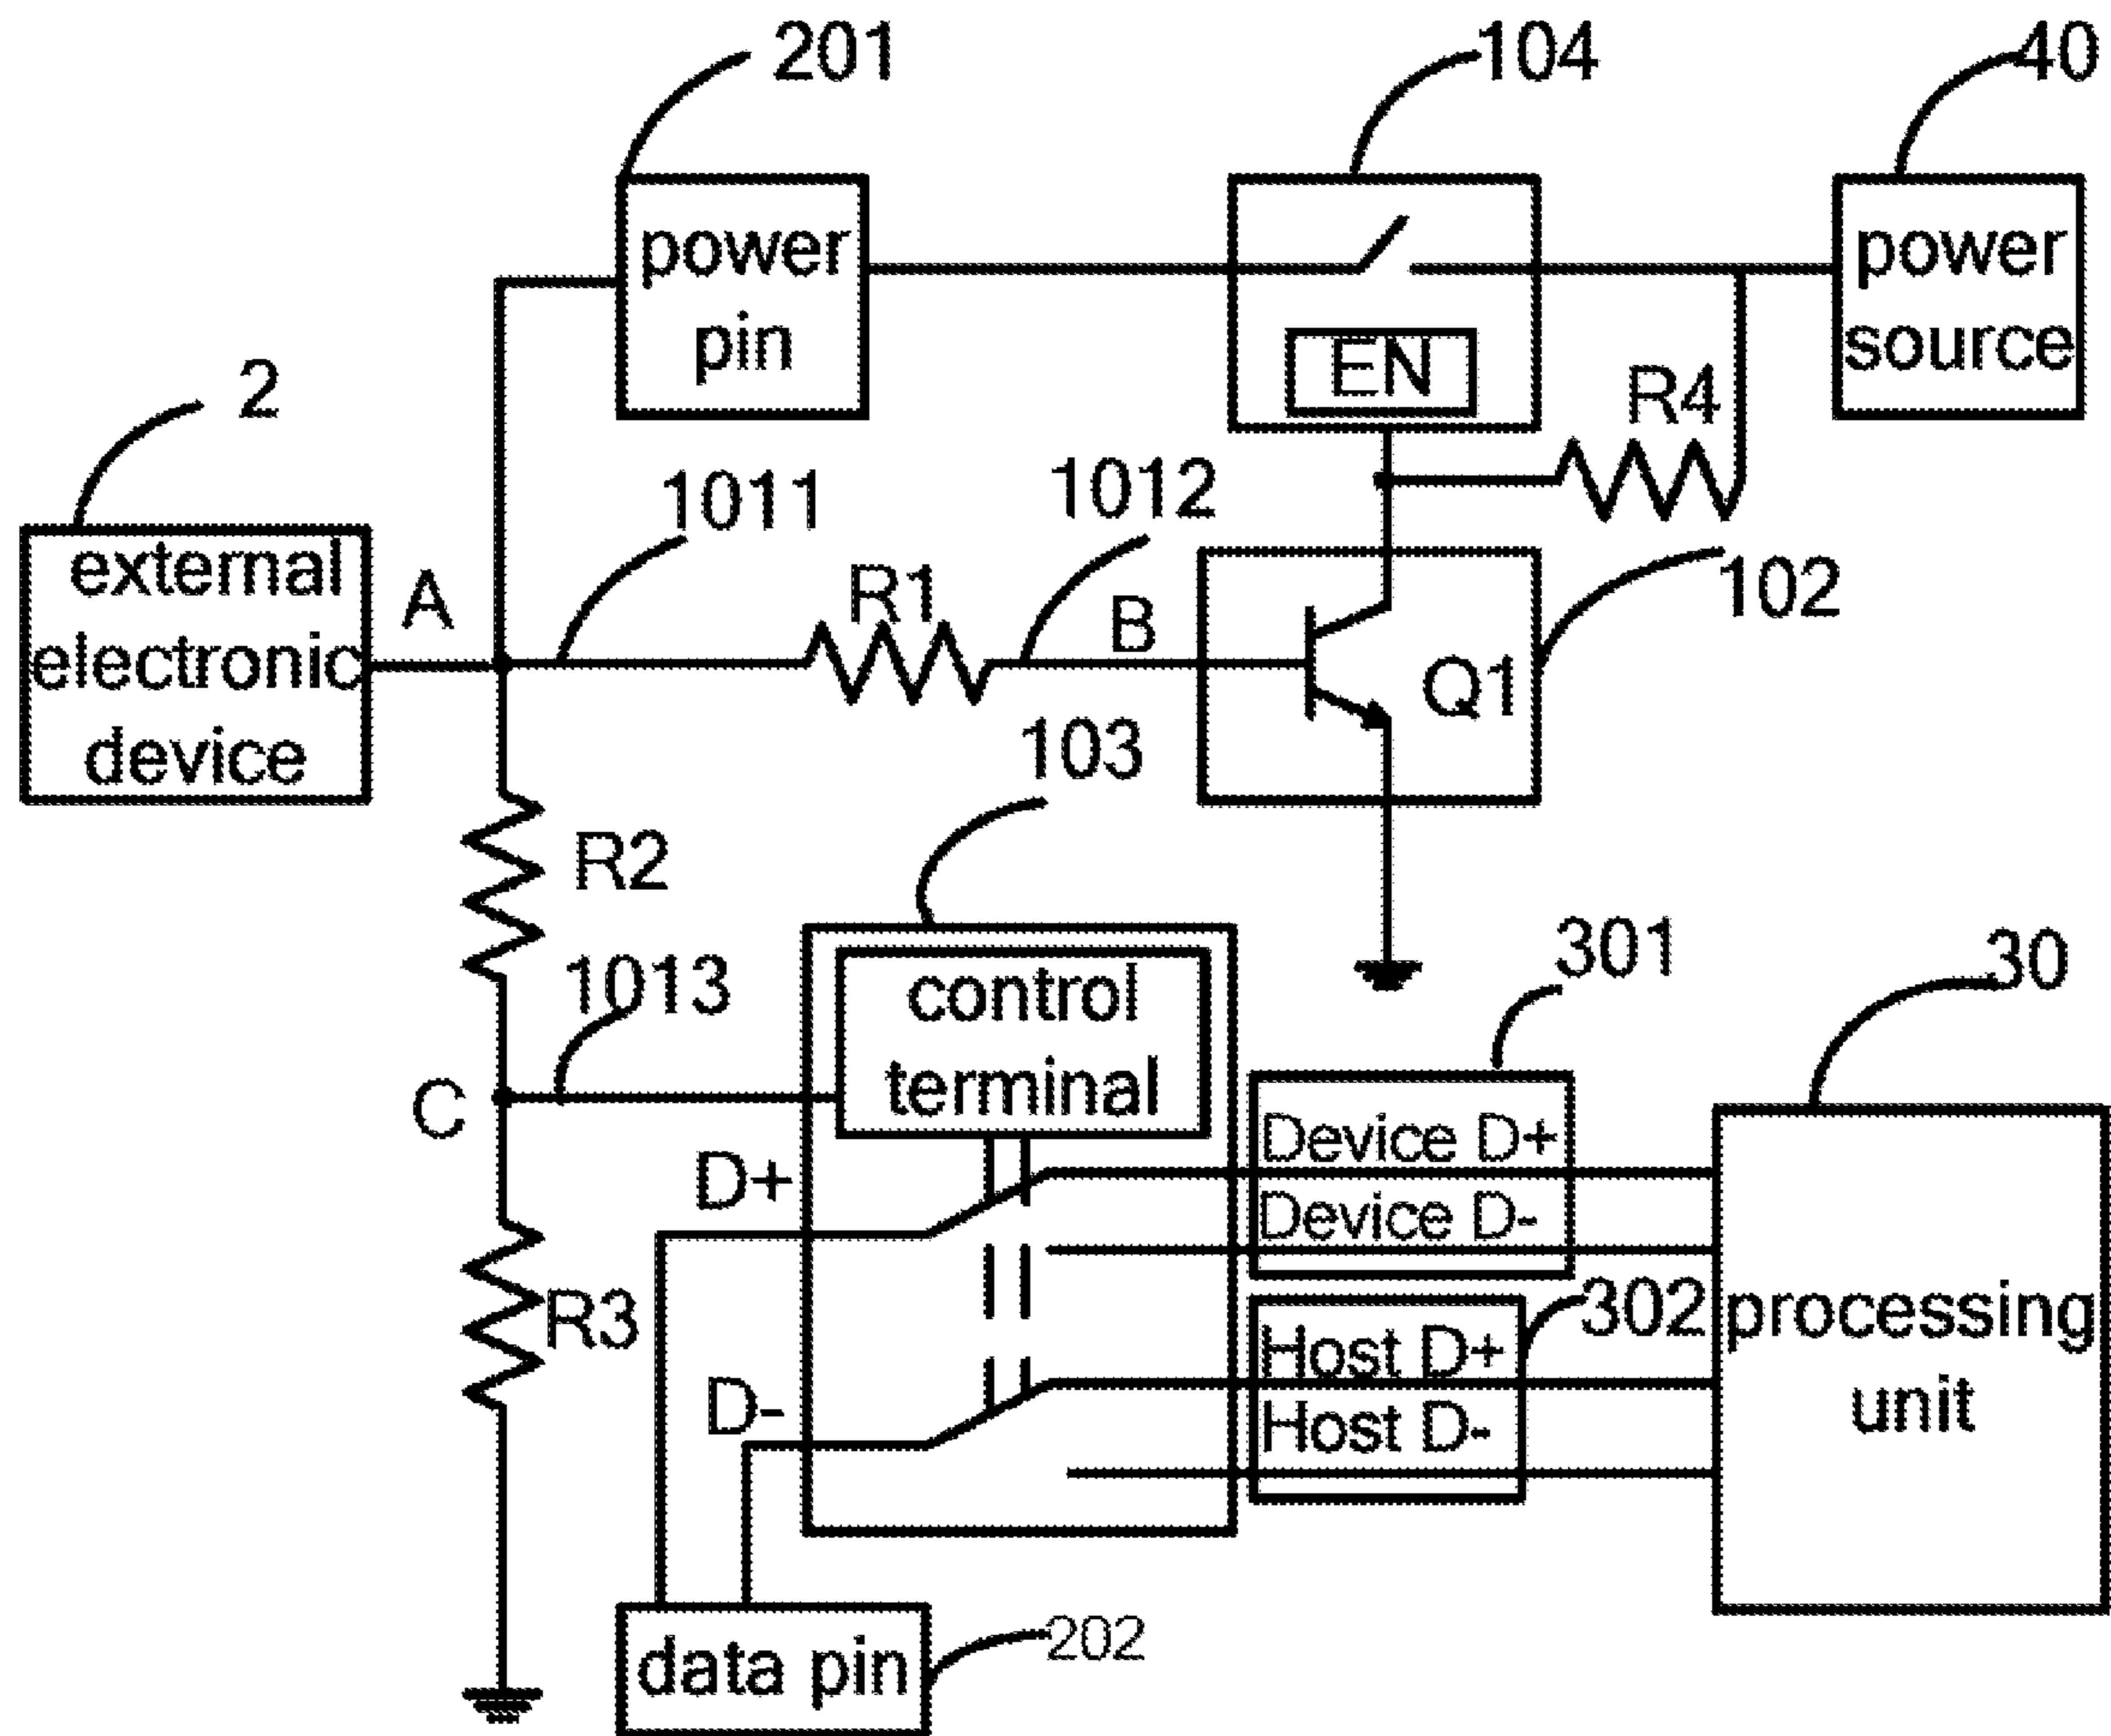 201
104
40
power
pin
EN
power
source
R4
2
1011
1012
external
electronic
device
A
R1
B
102
Q1
103
R2
1013
control
terminal
301
30
C
Device D+
Device D-
D+
302
processing
unit
R3
Host D+
Host D-
D-
data pin
202